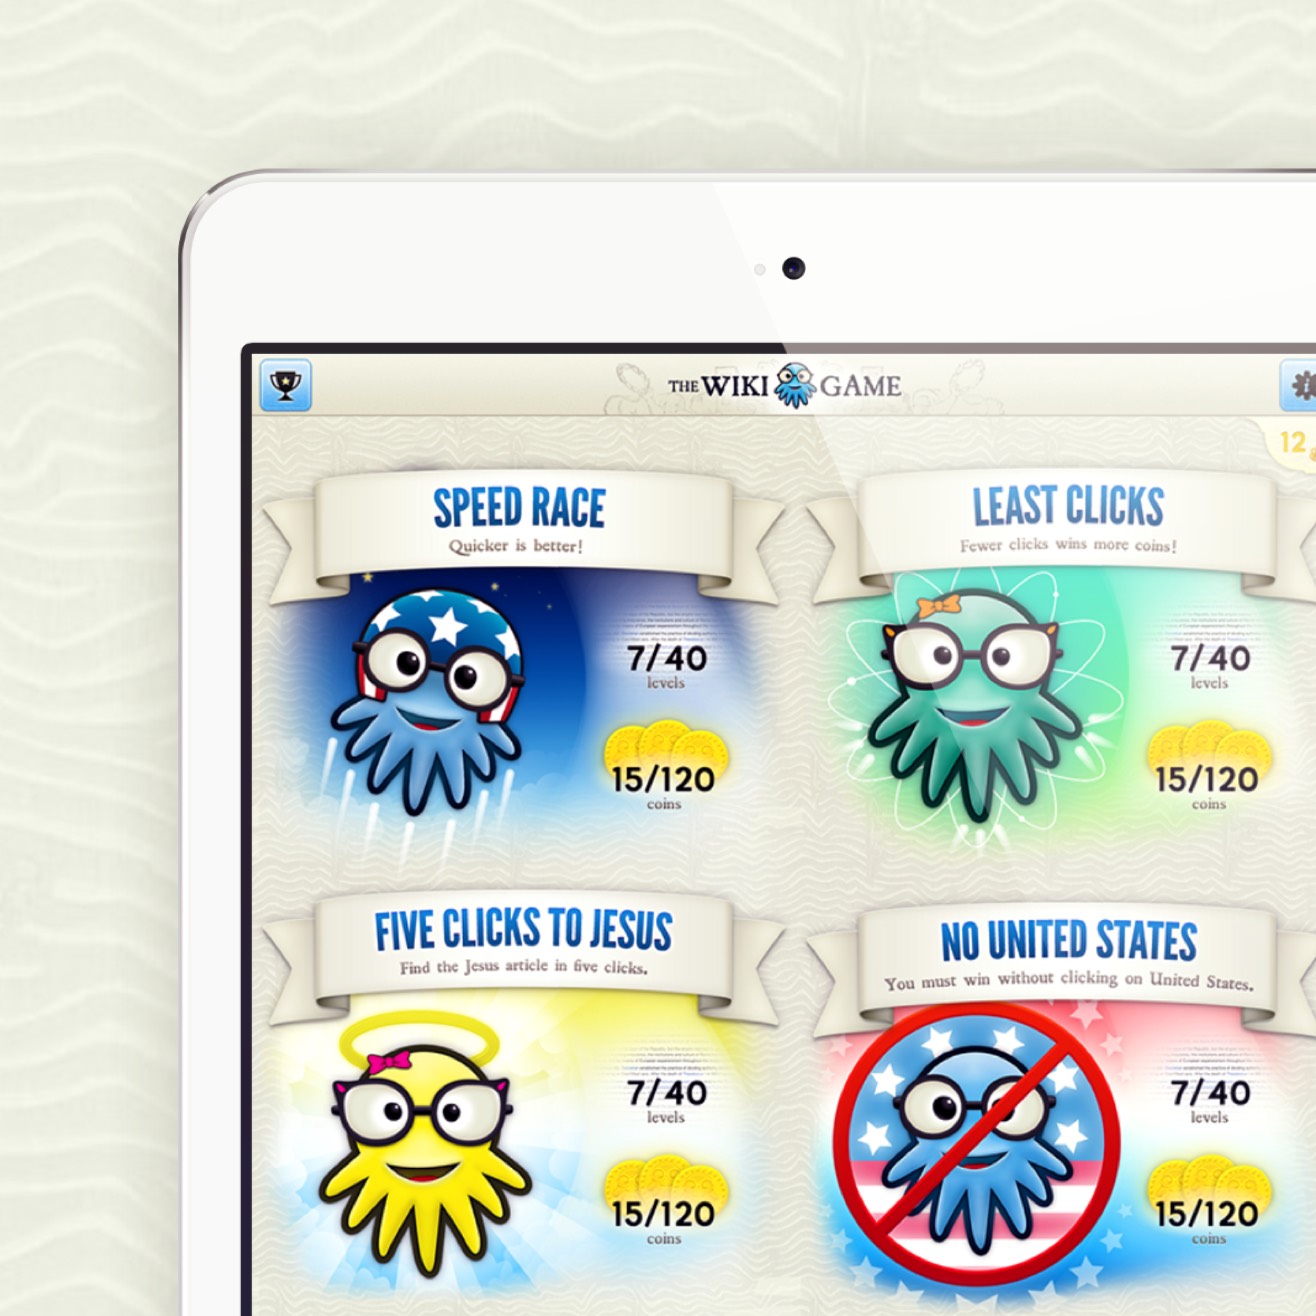 THE WIKI GAME
12
SPEED RACE
Quicker is better!
7/40
levels
15/120
coins
LEAST CLICKS
Fewer clicks wins more coins!
7/40
levels
15/120
coins
FIVE CLICKS TO JESUS
Find the Jesus article in five clicks.
7/40
levels
15/120
coins
NO UNITED STATES
You must win without clicking on United States.
7/40
levels
15/120
coins